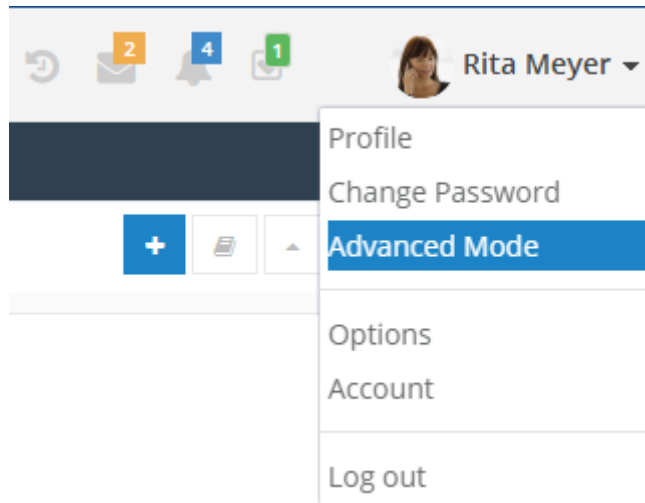 2 4 1 Rita Meyer
Profile
Change Password
Advanced Mode
Options
Account
Log out